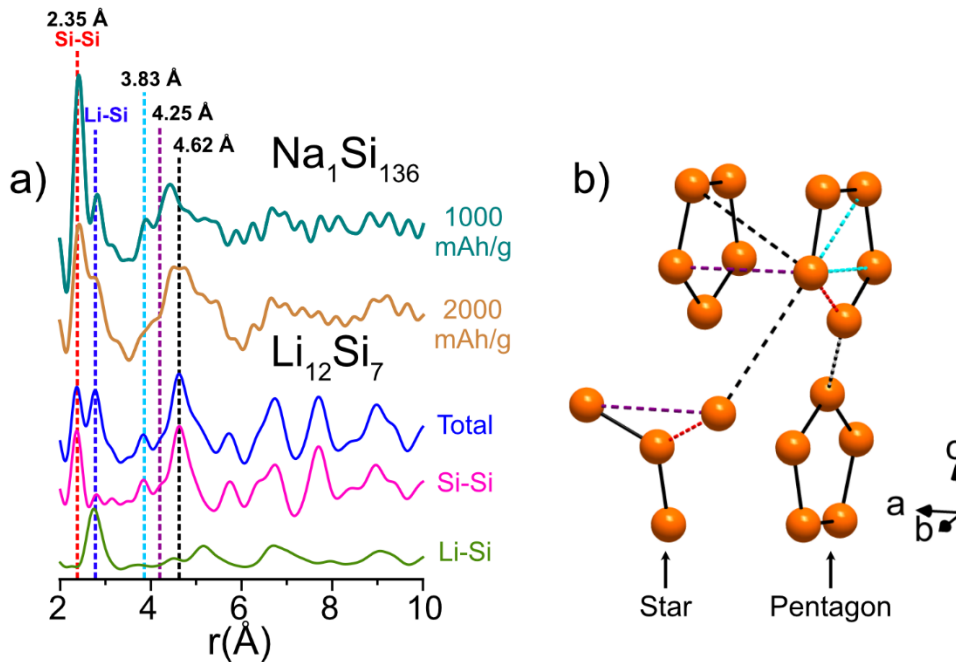 a)
2.35 Å
Si-Si
Li-Si
3.83 Å
4.25 Å
4.62 Å
Na1Si136
1000
mAh/g
2000
mAh/g
Li12Si7
Total
Si-Si
Li-Si
2 4 6 8 10
r(Å)
b)
Star
Pentagon
a
b
c